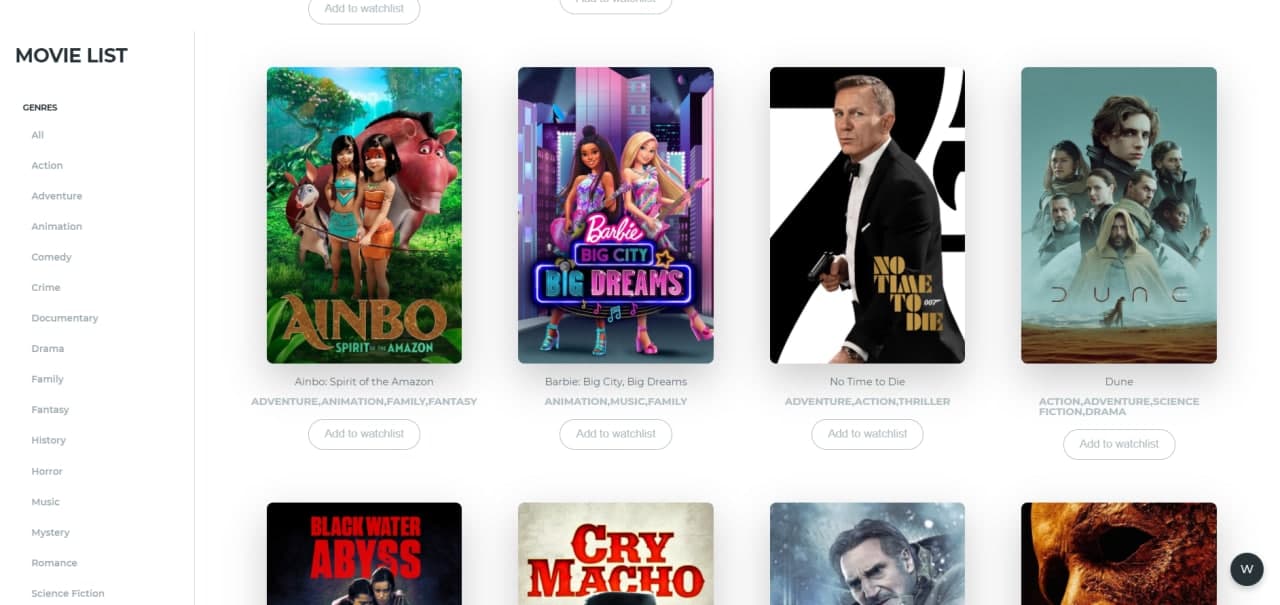 Add to watchlist
Add to watchlist
MOVIE LIST
GENRES
All
Action
Adventure
Animation
Comedy
Crime
Documentary
Drama
Family
Fantasy
History
Horror
Music
Mystery
Romance
Science Fiction
AINBO
SPIRIT OF THE AMAZON
Ainbo: Spirit of the Amazon
ADVENTURE,ANIMATION,FAMILY,FANTASY
Add to watchlist
Barbie
BIG CITY
BIG DREAMS
Barbie: Big City, Big Dreams
ANIMATION,MUSIC,FAMILY
Add to watchlist
NO
TIME
TO
DIE
007
No Time to Die
ADVENTURE,ACTION,THRILLER
Add to watchlist
DUNE
Dune
ACTION,ADVENTURE,SCIENCE
FICTION,DRAMA
Add to watchlist
BLACK WATER
ABYSS
CRY
MACHO
W